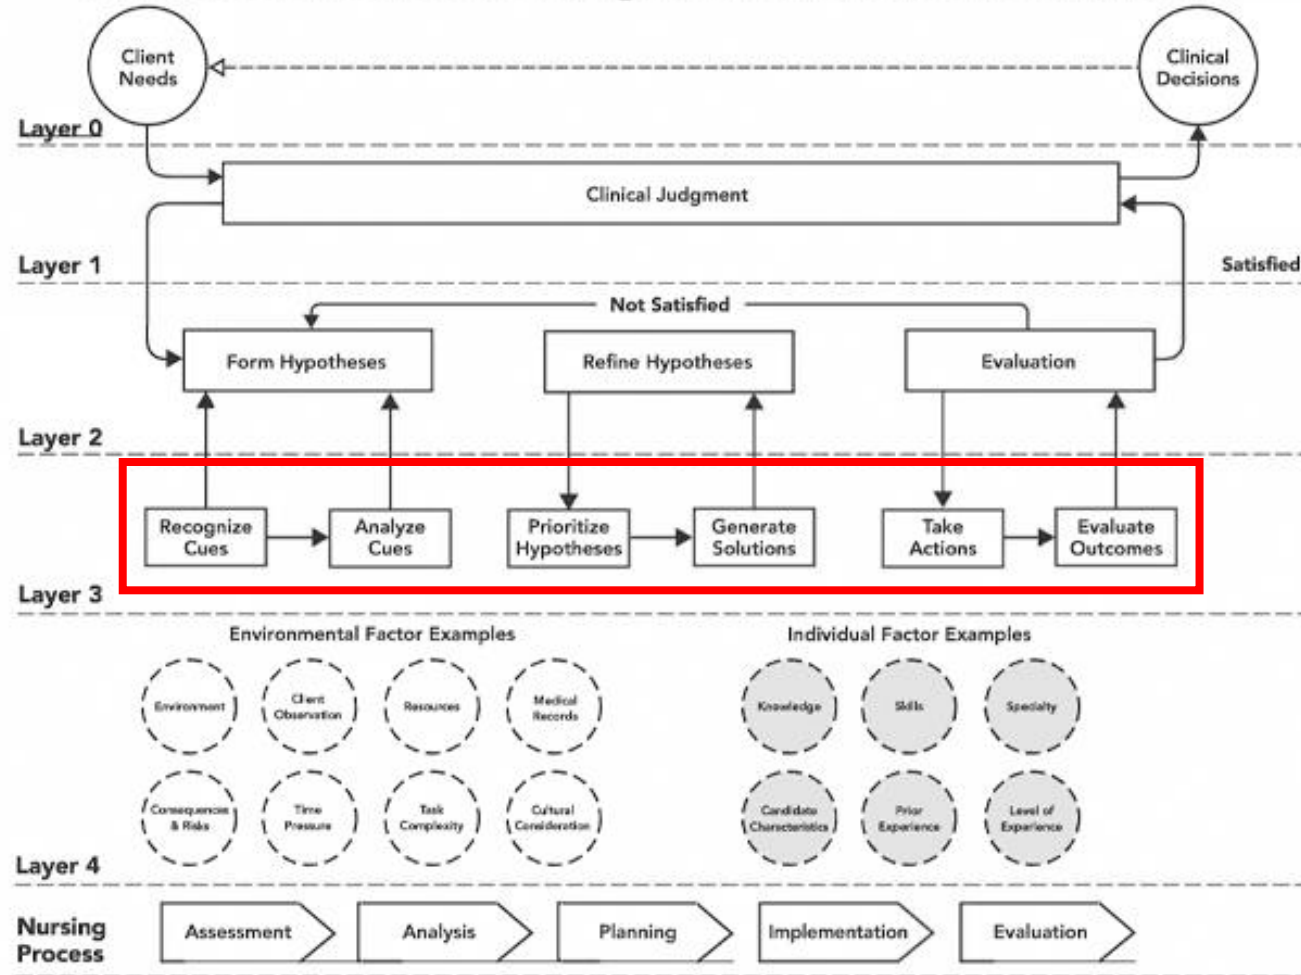 Client
Needs
Clinical
Decisions
Layer 0
Clinical Judgment
Layer 1
Satisfied
Not Satisfied
Form Hypotheses
Refine Hypotheses
Evaluation
Layer 2
Recognize
Cues
Analyze
Cues
Prioritize
Hypotheses
Generate
Solutions
Take
Actions
Evaluate
Outcomes
Layer 3
Environmental Factor Examples
Individual Factor Examples
Environment
Client
Observation
Resources
Medical
Records
Knowledge
Skills
Specialty
Consequences
& Risks
Time
Pressure
Task
Complexity
Cultural
Consideration
Candidate
Characteristics
Prior
Experience
Level of
Experience
Layer 4
Nursing
Process
Assessment
Analysis
Planning
Implementation
Evaluation